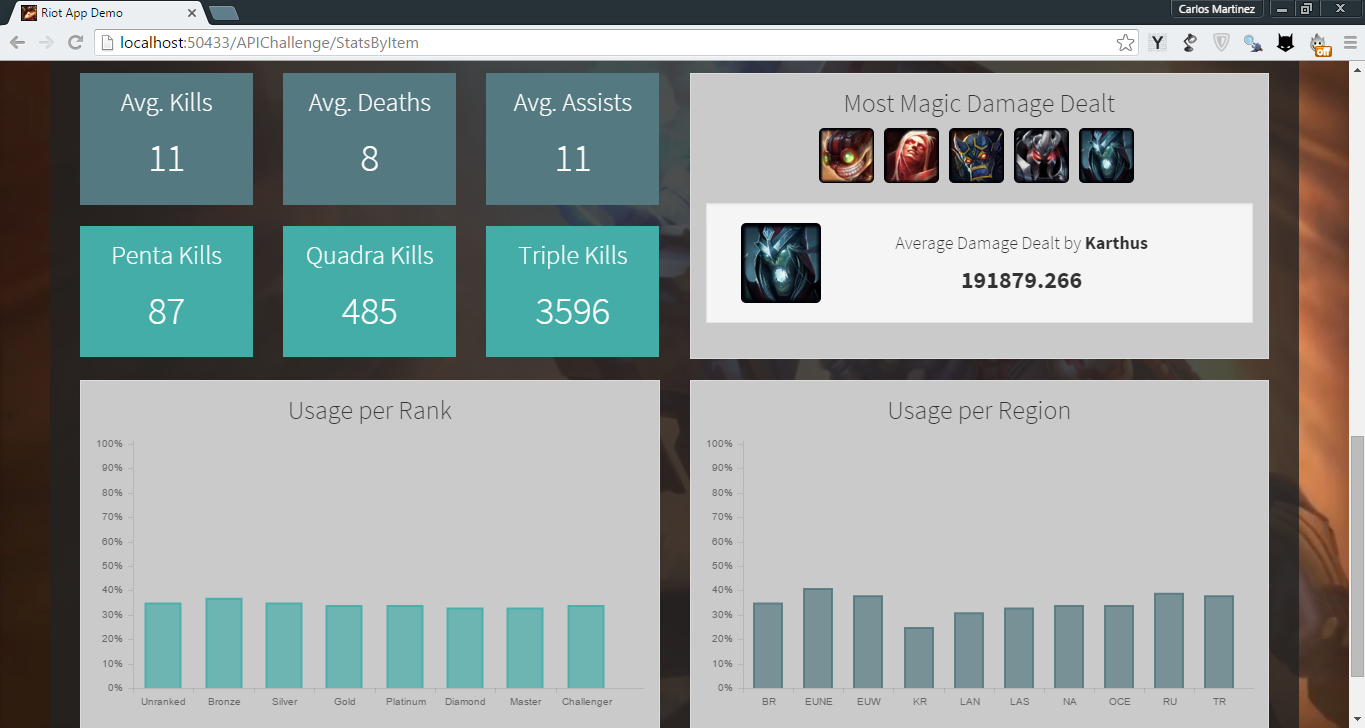 Riot App Demo
Carlos Martinez
localhost:50433/APIChallenge/StatsByItem
Y
off
Avg. Kills
11
Avg. Deaths
8
Avg. Assists
11
Penta Kills
87
Quadra Kills
485
Triple Kills
3596
Most Magic Damage Dealt
Average Damage Dealt by Karthus
191879.266
Usage per Rank
100%
90%
80%
70%
60%
50%
40%
30%
20%
10%
0%
Unranked Bronze Silver Gold Platinum Diamond Master Challenger
Usage per Region
100%
90%
80%
70%
60%
50%
40%
30%
20%
10%
0%
BR EUNE EUW KR LAN LAS NA OCE RU TR